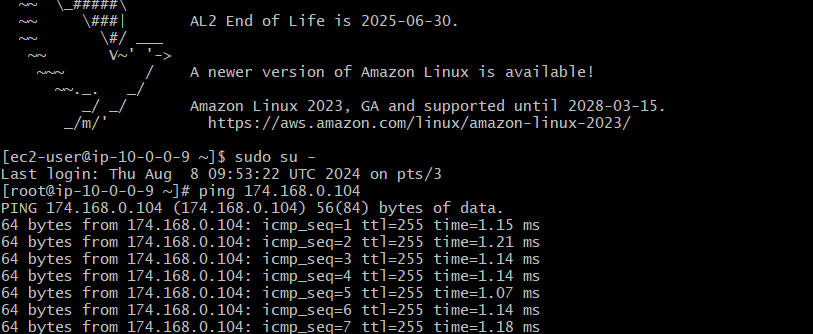 ~~  \_#####\
~~     \###|        AL2 End of Life is 2025-06-30.
~~       \#/ ___
~~       V~' '->
~~~         /    A newer version of Amazon Linux is available!
~~._.   _/
_/ _/       Amazon Linux 2023, GA and supported until 2028-03-15.
_/m/'           https://aws.amazon.com/linux/amazon-linux-2023/
[ec2-user@ip-10-0-0-9 ~]$ sudo su -
Last login: Thu Aug  8 09:53:22 UTC 2024 on pts/3
[root@ip-10-0-0-9 ~]# ping 174.168.0.104
PING 174.168.0.104 (174.168.0.104) 56(84) bytes of data.
64 bytes from 174.168.0.104: icmp_seq=1 ttl=255 time=1.15 ms
64 bytes from 174.168.0.104: icmp_seq=2 ttl=255 time=1.21 ms
64 bytes from 174.168.0.104: icmp_seq=3 ttl=255 time=1.14 ms
64 bytes from 174.168.0.104: icmp_seq=4 ttl=255 time=1.14 ms
64 bytes from 174.168.0.104: icmp_seq=5 ttl=255 time=1.07 ms
64 bytes from 174.168.0.104: icmp_seq=6 ttl=255 time=1.14 ms
64 bytes from 174.168.0.104: icmp_seq=7 ttl=255 time=1.18 ms